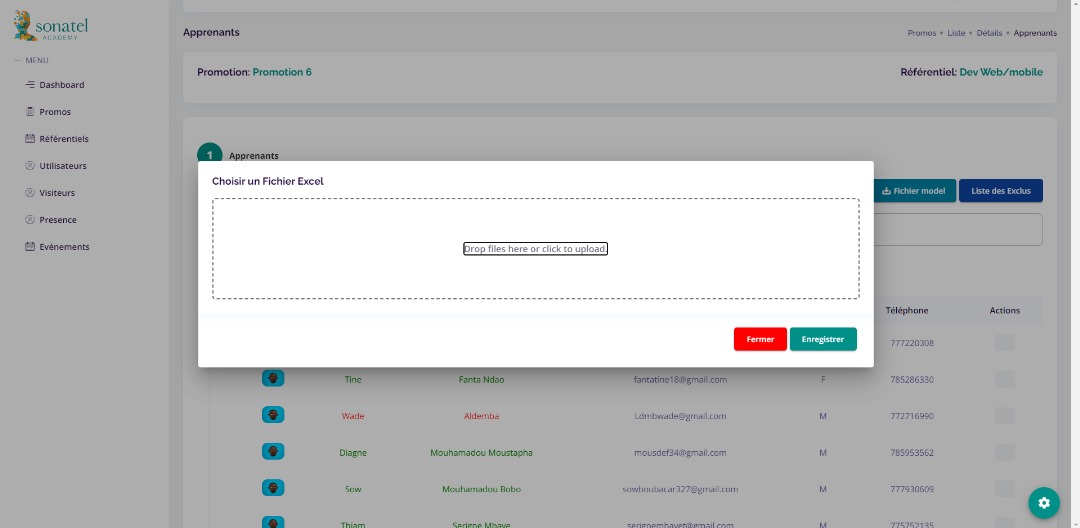 sonatel
ACADEMY
MENU
Dashboard
Promos
Référentiels
Utilisateurs
Visiteurs
Presence
Evénements
Apprenants
Promos • Liste • Détails • Apprenants
Promotion: Promotion 6
Référentiel: Dev Web/mobile
1 Apprenants
Fichier model
Liste des Exclus
Choisir un Fichier Excel
Drop files here or click to upload.
Fermer
Enregistrer
Téléphone Actions
777220308
Tine Fanta Ndao fantatine18@gmail.com F 785286330
Wade Aldemba Ldmbwade@gmail.com M 772716990
Diagne Mouhamadou Moustapha mousdef34@gmail.com M 785953562
Sow Mouhamadou Bobo sowboubacar327@gmail.com M 777930609
Thiam Serigne Mbaye serignembayet@gmail.com M 775752135